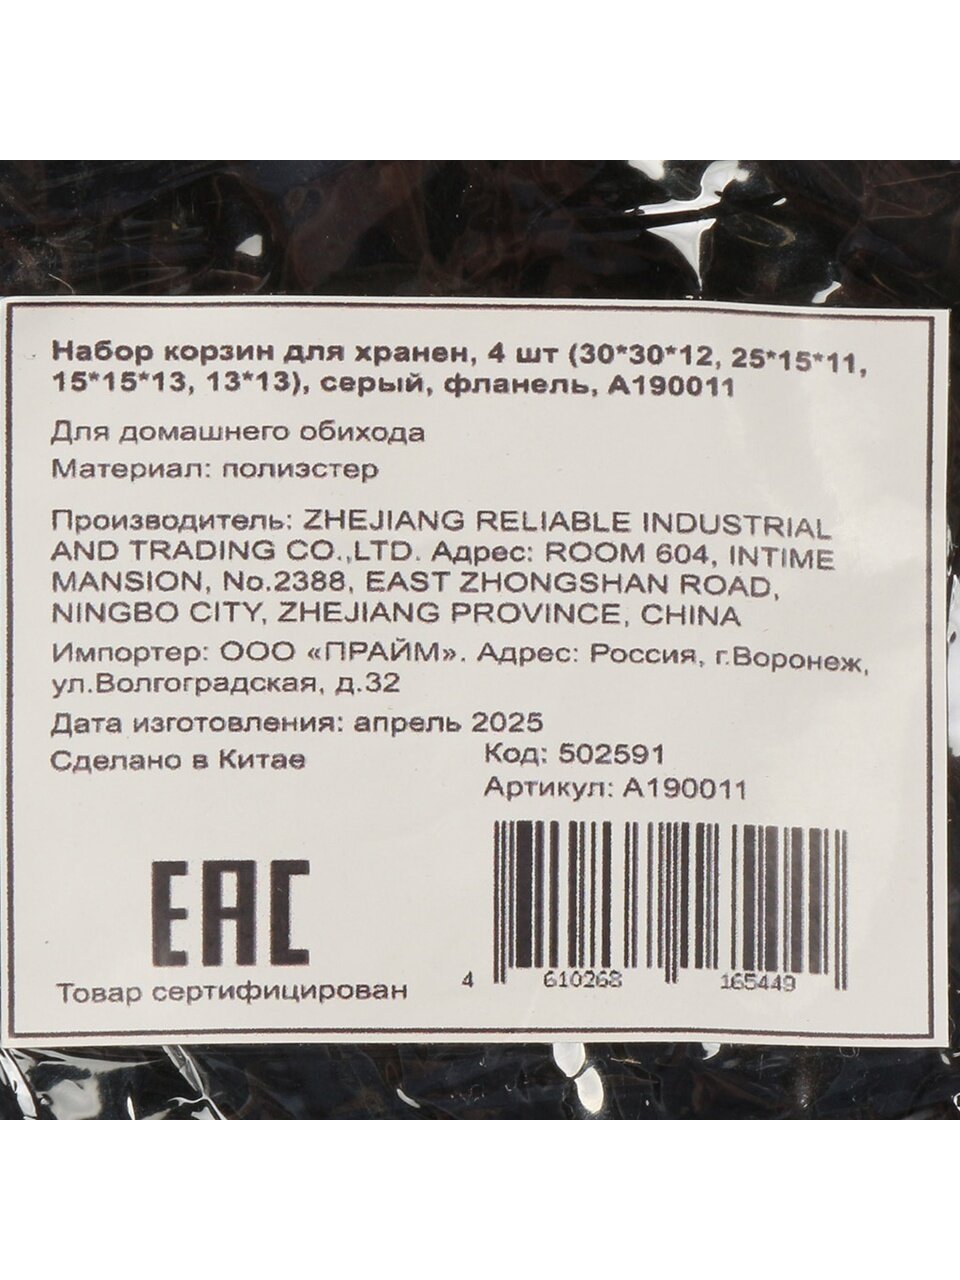 Набор корзин для хранен, 4 шт (30*30*12, 25*15*11,
15*15*13, 13*13), серый, фланель, А190011
Для домашнего обихода
Материал: полиэстер
Производитель: ZHEJIANG RELIABLE INDUSTRIAL
AND TRADING CO.,LTD. Адрес: ROOM 604, INTIME
MANSION, No.2388, EAST ZHONGSHAN ROAD,
NINGBO CITY, ZHEJIANG PROVINCE, CHINA
Импортер: ООО «ПРАЙМ». Адрес: Россия, г.Воронеж,
ул.Волгоградская, д.32
Дата изготовления: апрель 2025
Сделано в Китае
Код: 502591
Артикул: А190011
EAC
Товар сертифицирован
4 610268 165449